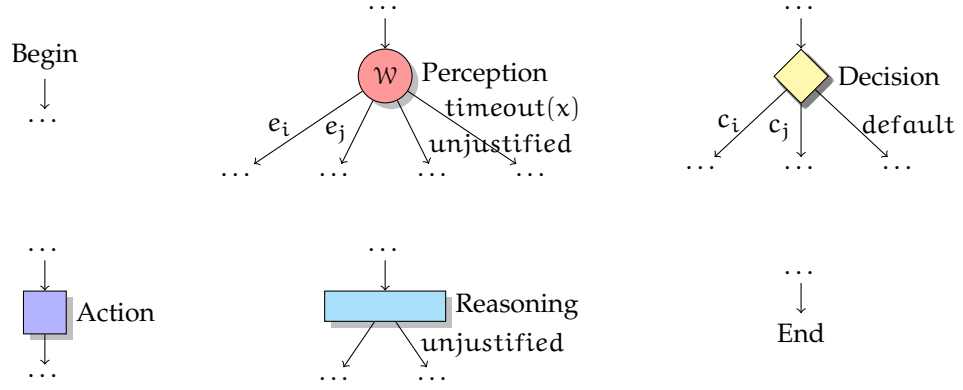 ...
Begin
...
W
Perception
e_i
e_j
timeout(x)
unjustified
... ... ... ...
...
Decision
c_i
c_j
default
... ... ...
...
Action
...
...
Reasoning
unjustified
... ...
...
End